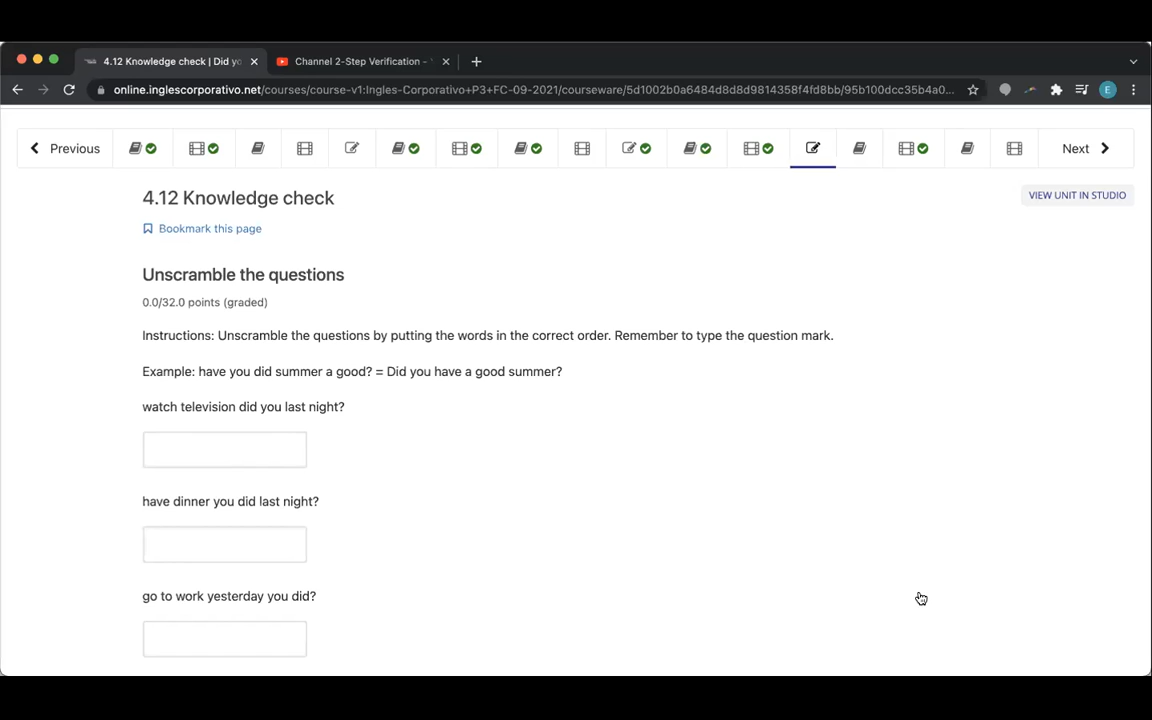 4.12 Knowledge check | Did yo
Channel 2-Step Verification -
online.inglescorporativo.net/courses/course-v1:Ingles-Corporativo+P3+FC-09-2021/courseware/5d1002b0a6484d8d8d9814358f4fd8bb/95b100dcc35b4a0...
E
Previous
Next
4.12 Knowledge check
VIEW UNIT IN STUDIO
Bookmark this page
Unscramble the questions
0.0/32.0 points (graded)
Instructions: Unscramble the questions by putting the words in the correct order. Remember to type the question mark.
Example: have you did summer a good? = Did you have a good summer?
watch television did you last night?
have dinner you did last night?
go to work yesterday you did?